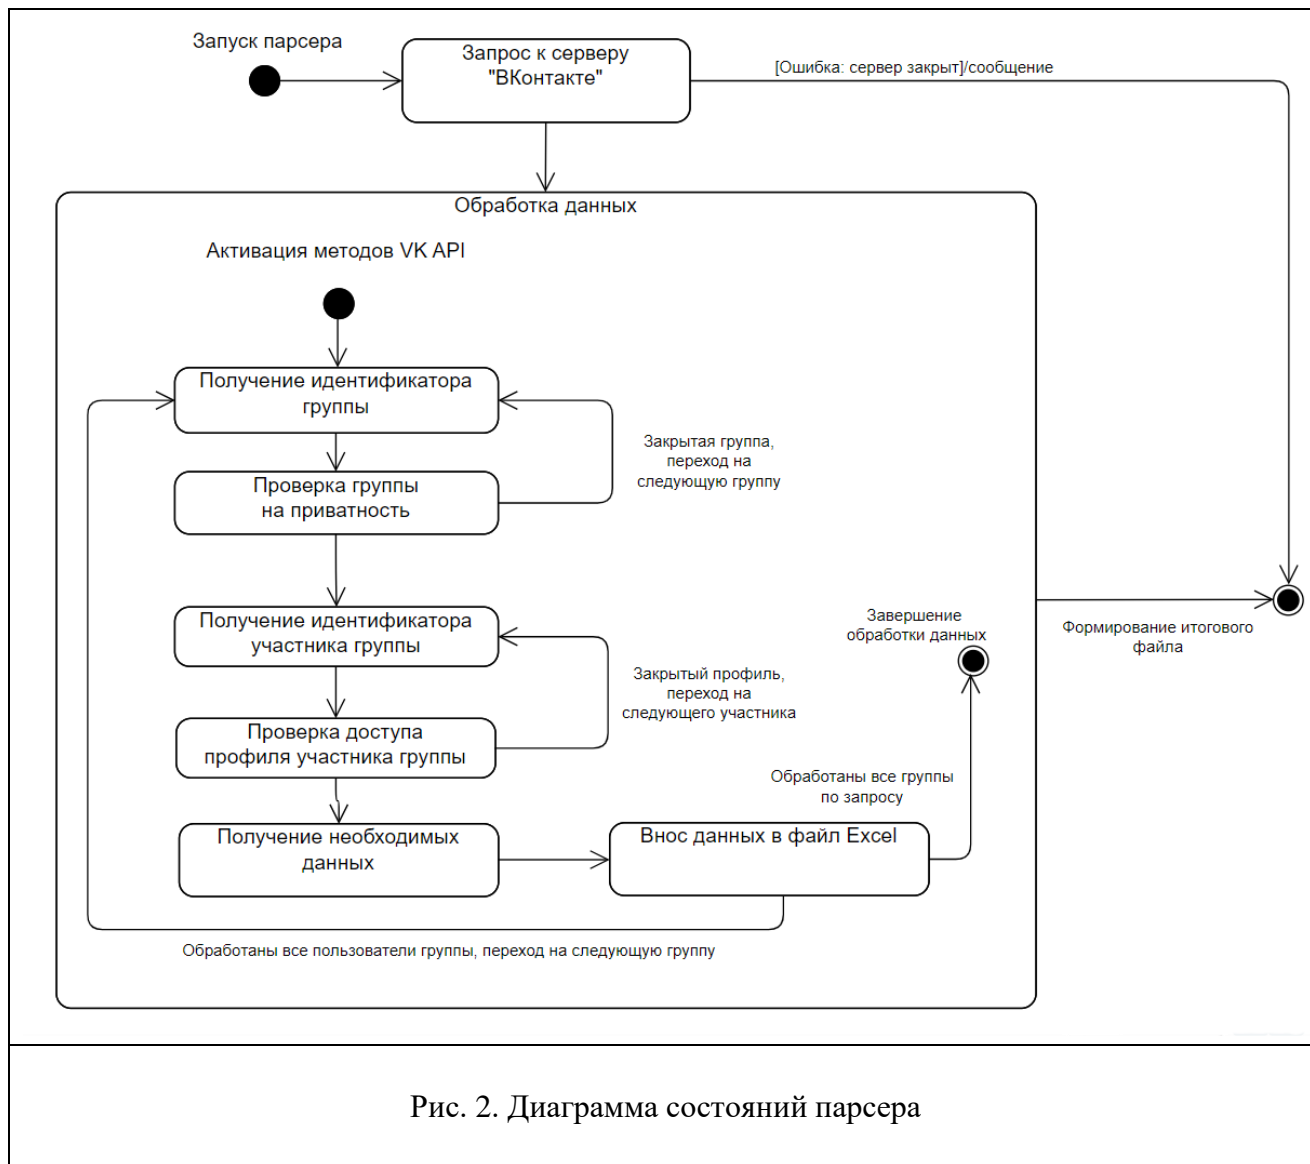 Запуск парсера
Запрос к серверу
"ВКонтакте"
[Ошибка: сервер закрыт]/сообщение
Обработка данных
Активация методов VK API
Получение идентификатора
группы
Закрытая группа,
переход на
следующую группу
Проверка группы
на приватность
Получение идентификатора
участника группы
Закрытый профиль,
переход на
следующего участника
Завершение
обработки данных
Формирование итогового
файла
Проверка доступа
профиля участника группы
Обработаны все группы
по запросу
Получение необходимых
данных
Внос данных в файл Excel
Обработаны все пользователи группы, переход на следующую группу
Рис. 2. Диаграмма состояний парсера